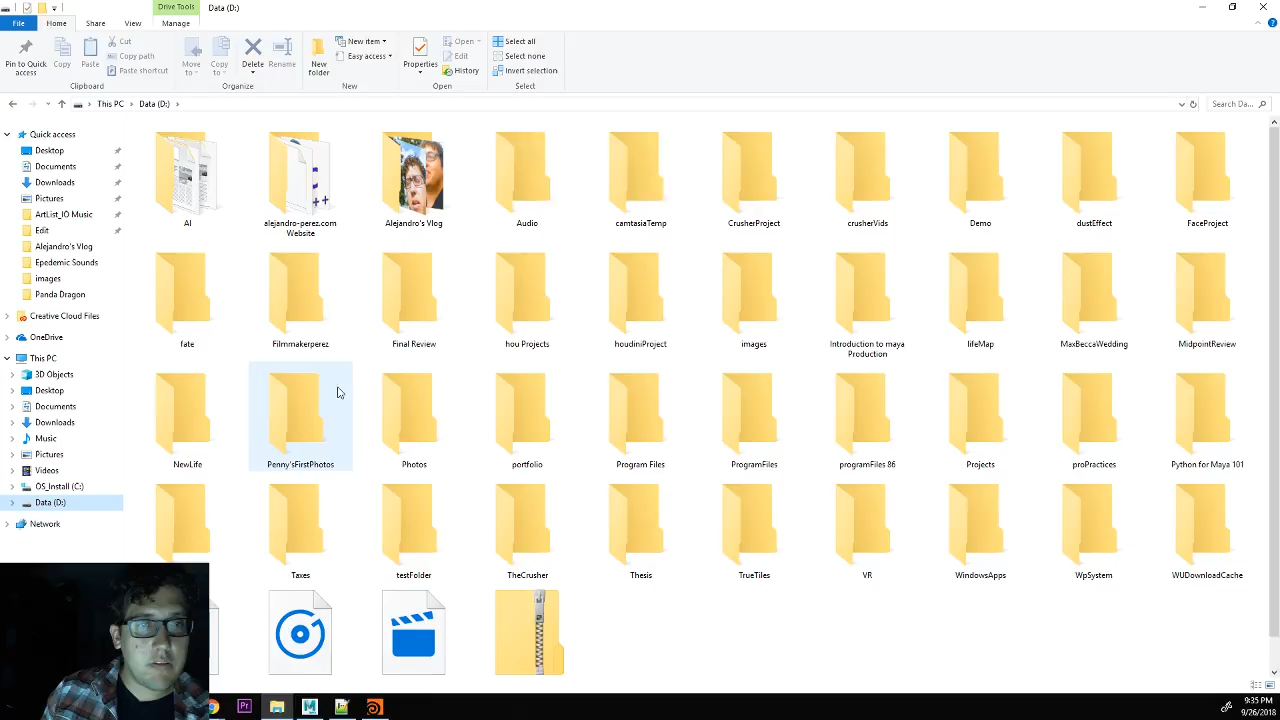 Drive Tools
Data (D:)
File
Home
Share
View
Manage
Pin to Quick access
Copy
Paste
Cut
Copy path
Paste shortcut
Clipboard
Move to
Copy to
Delete
Rename
Organize
New folder
New item
Easy access
New
Properties
Open
Edit
History
Open
Select all
Select none
Invert selection
Select
This PC
Data (D:)
Search Da...
Quick access
Desktop
Documents
Downloads
Pictures
ArtList_IO Music
Edit
Alejandro's Vlog
Epedemic Sounds
images
Panda Dragon
Creative Cloud Files
OneDrive
This PC
3D Objects
Desktop
Documents
Downloads
Music
Pictures
Videos
OS_Install (C:)
Data (D:)
Network
AI
alejandro-perez.com
Website
Alejandro's Vlog
Audio
camtasiaTemp
CrusherProject
crusherVids
Demo
dustEffect
FaceProject
fate
Filmmakerperez
Final Review
hou Projects
houdiniProject
images
Introduction to maya
Production
lifeMap
MaxBeccaWedding
MidpointReview
NewLife
Penny'sFirstPhotos
Photos
portfolio
Program Files
ProgramFiles
programFiles 86
Projects
proPractices
Python for Maya 101
Taxes
testFolder
TheCrusher
Thesis
TrueTiles
VR
WindowsApps
WpSystem
WUDownloadCache
Pr
9:35 PM
9/26/2018